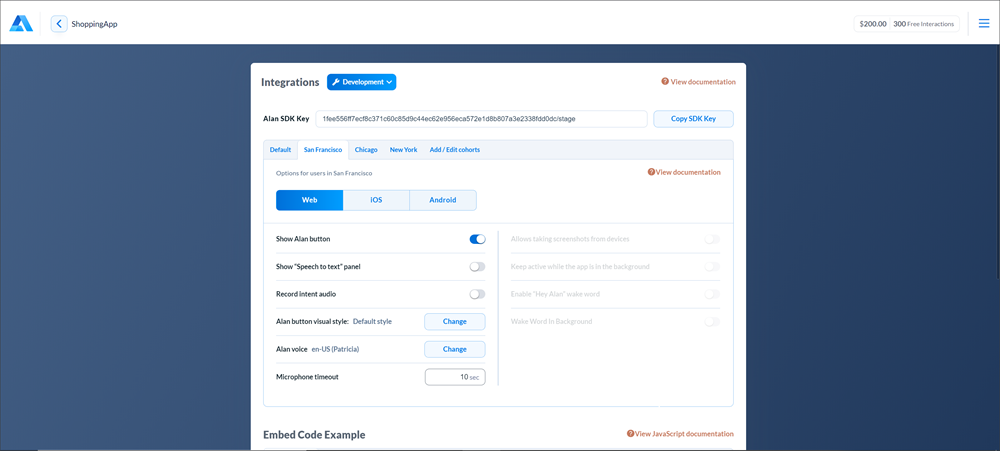 ShoppingApp
$200.00 300 Free Interactions
Integrations
Development
View documentation
Alan SDK Key
1fee556ff7ecf8c371c60c85d9c44ec62e956eca572e1d8b807a3e2338fdd0dc/stage
Copy SDK Key
Default San Francisco Chicago New York Add / Edit cohorts
Options for users in San Francisco
View documentation
Web iOS Android
Show Alan button
Allows taking screenshots from devices
Show "Speech to text" panel
Keep active while the app is in the background
Record intent audio
Enable "Hey Alan" wake word
Alan button visual style: Default style
Change
Wake Word In Background
Alan voice en-US (Patricia)
Change
Microphone timeout
10 sec
Embed Code Example
View JavaScript documentation